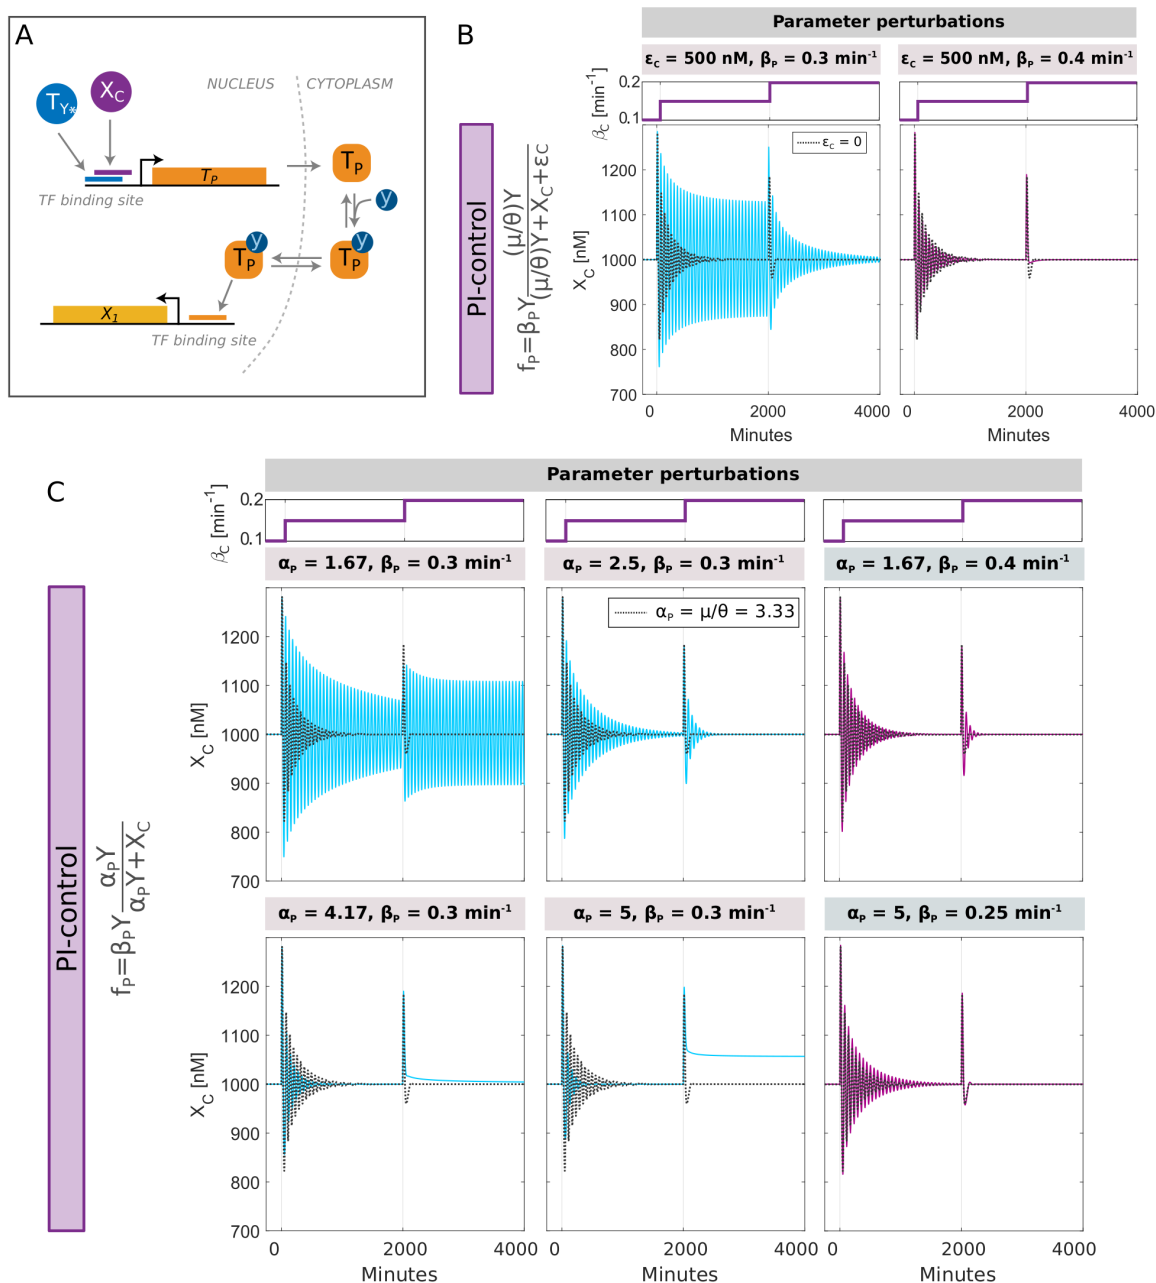 A
NUCLEUS
CYTOPLASM
T_Y*
X_C
T_P
TF binding site
T_P
y
T_P
y
T_P
y
X_1
TF binding site
B
Parameter perturbations
ε_C = 500 nM, β_P = 0.3 min⁻¹
ε_C = 500 nM, β_P = 0.4 min⁻¹
β_C [min⁻¹]
0.2
0.1
PI-control
f_P=β_PY (μ/θ)Y / (μ/θ)Y+X_C+ε_C
X_C [nM]
1200
1100
1000
900
800
700
ε_C = 0
0
2000
4000
Minutes
0
2000
4000
Minutes
C
Parameter perturbations
β_C [min⁻¹]
0.2
0.1
α_P = 1.67, β_P = 0.3 min⁻¹
α_P = 2.5, β_P = 0.3 min⁻¹
α_P = 1.67, β_P = 0.4 min⁻¹
PI-control
f_P=β_PY α_PY / α_PY+X_C
X_C [nM]
1200
1100
1000
900
800
700
α_P = μ/θ = 3.33
α_P = 4.17, β_P = 0.3 min⁻¹
α_P = 5, β_P = 0.3 min⁻¹
α_P = 5, β_P = 0.25 min⁻¹
X_C [nM]
1200
1100
1000
900
800
700
0
2000
4000
Minutes
0
2000
4000
Minutes
0
2000
4000
Minutes